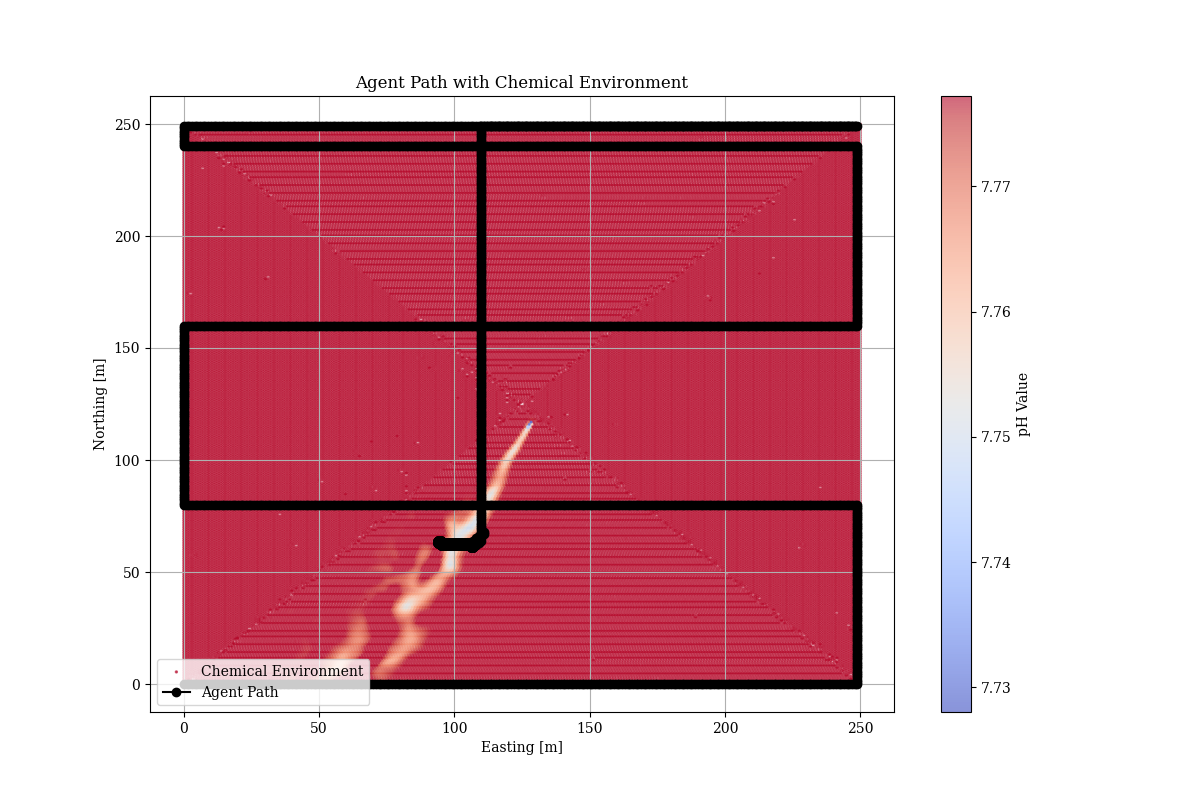 Agent Path with Chemical Environment
250
200
150
100
50
0
Northing [m]
0
50
100
150
200
250
Easting [m]
Chemical Environment
Agent Path
7.77
7.76
7.75
7.74
7.73
pH Value